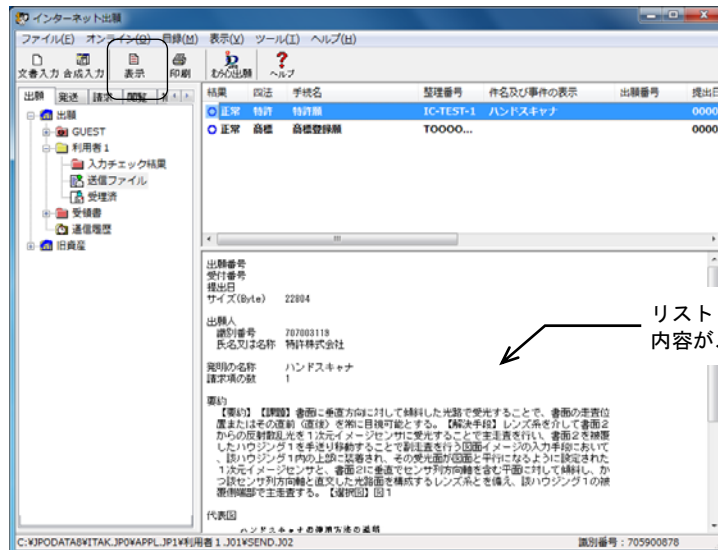 インターネット出願
ファイル(F) オンライン(O) 目録(M) 表示(V) ツール(I) ヘルプ(H)
文書入力 合成入力 表示 印刷 むかし出願 ヘルプ
出願 発送 請求 閲覧
出願
GUEST
利用者1
入力チェック結果
送信ファイル
受理済
受領書
通信履歴
旧資産
結果 四法 手続名 整理番号 件名及び事件の表示 出願番号 提出日
正常 特許 特許願 IC-TEST-1 ハンドスキャナ 0000
正常 商標 商標登録願 TOOOO... 0000
出願番号
受付番号
提出日
サイズ(Byte) 22804
出願人
識別番号 707003119
氏名又は名称 特許株式会社
発明の名称 ハンドスキャナ
請求項の数 1
要約
【要約】【課題】書面に垂直方向に対して傾斜した光路で受光することで、書面の走査位
置またはその直前(直後)を常に目視可能とする。【解決手段】レンズ系を介して書面2
からの反射散乱光を1次元イメージセンサに受光することで主走査を行い、書面2を被覆
したハウジング1を手送り移動することで副走査を行う図面イメージの入力手段において
、該ハウジング1内の上部に装着され、その受光面が図面と平行になるように設定された
1次元イメージセンサと、書面2に垂直でセンサ列方向軸を含む平面に対して傾斜し、か
つ該センサ列方向軸と直交した光路面を構成するレンズ系とを備え、該ハウジング1の被
覆側端部で主走査する。【選択図】図1
代表図
ハンドスキャナの使用方法の系統
リスト
内容が
C:¥JPODATA8¥ITAK.JP0¥APPL.JP1¥利用者1.J01¥SEND.J02 識別番号:705900878